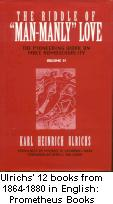 THE RIDDLE OF
"MAN-MANLY" LOVE
THE PIONEERING WORK ON
MALE HOMOSEXUALITY
VOLUME II
KARL HEINRICH ULRICHS
Ulrichs' 12 books from
1864-1880 in English:
Prometheus Books